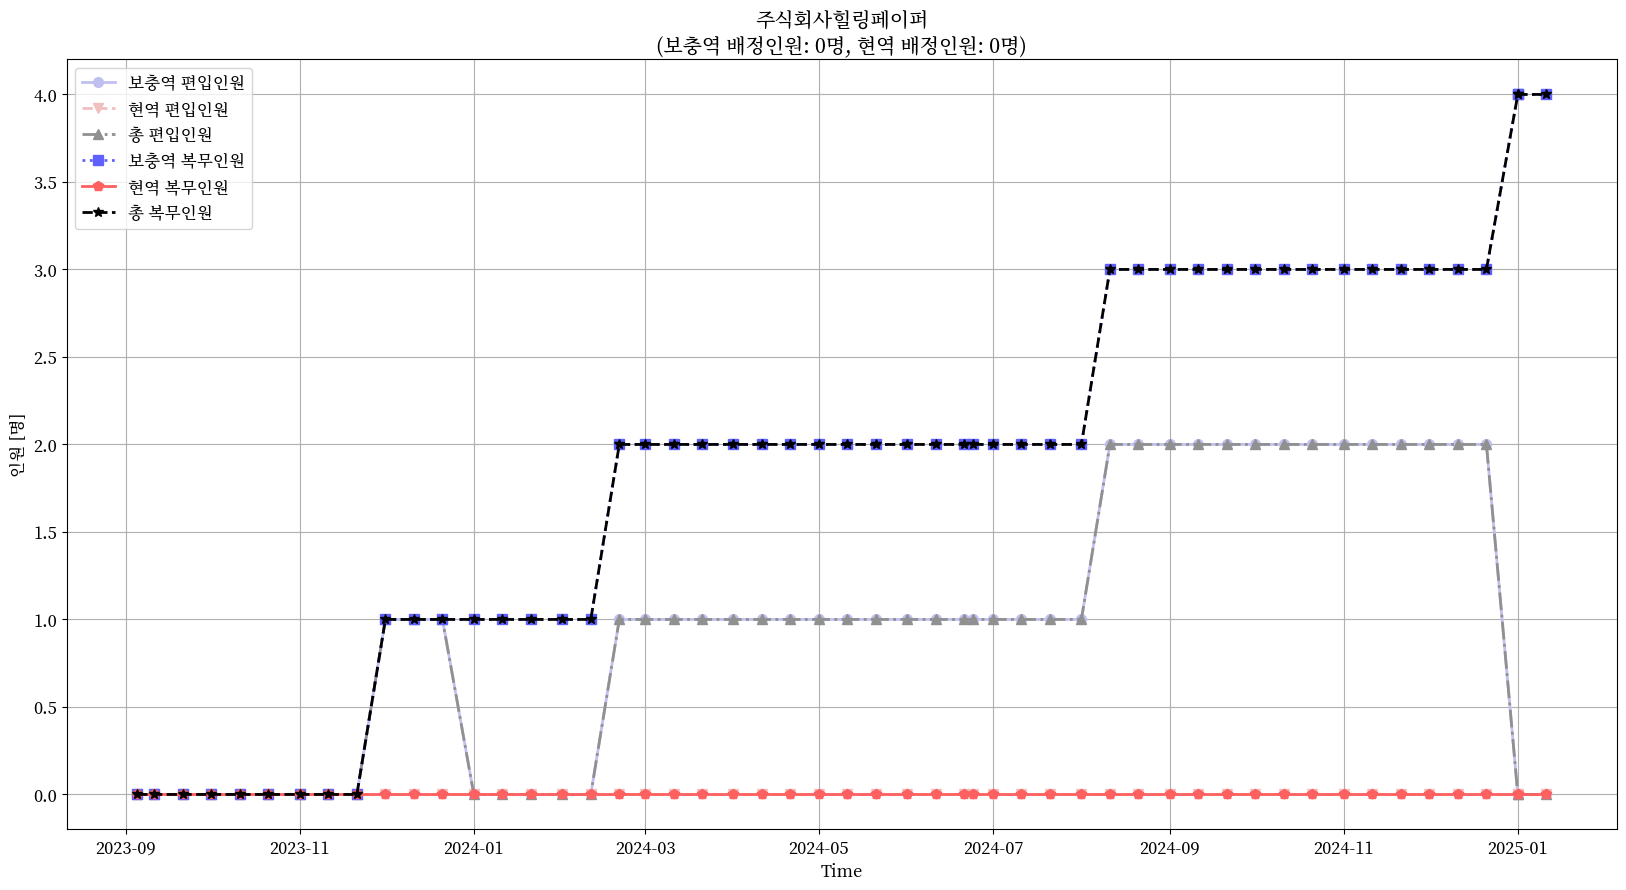 주식회사힐링페이퍼
(보충역 배정인원: 0명, 현역 배정인원: 0명)
보충역 편입인원
현역 편입인원
총 편입인원
보충역 복무인원
현역 복무인원
총 복무인원
4.0
3.5
3.0
2.5
2.0
1.5
1.0
0.5
0.0
인원 [명]
2023-09
2023-11
2024-01
2024-03
2024-05
2024-07
2024-09
2024-11
2025-01
Time